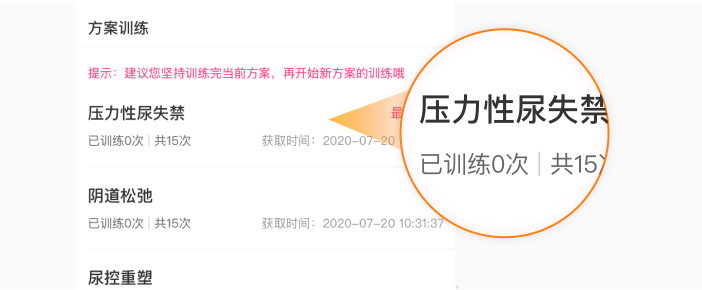 方案训练
提示：建议您坚持训练完当前方案，再开始新方案的训练哦
压力性尿失禁
最
已训练0次 | 共15次
获取时间：2020-07-20
阴道松弛
已训练0次 | 共15次
获取时间：2020-07-20 10:31:37
尿控重塑
压力性尿失禁
已训练0次 | 共15次